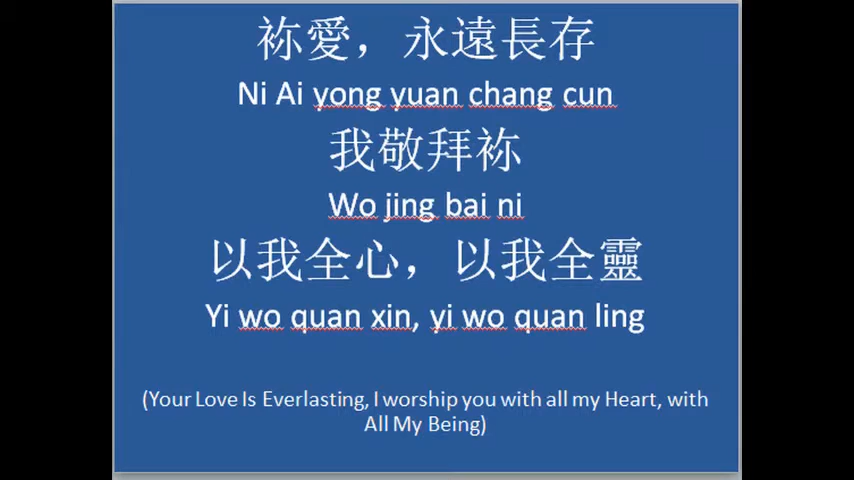 祢愛，永遠長存
Ni Ai yong yuan chang cun
我敬拜祢
Wo jing bai ni
以我全心，以我全靈
Yi wo quan xin, yi wo quan ling
(Your Love Is Everlasting, I worship you with all my Heart, with
All My Being)